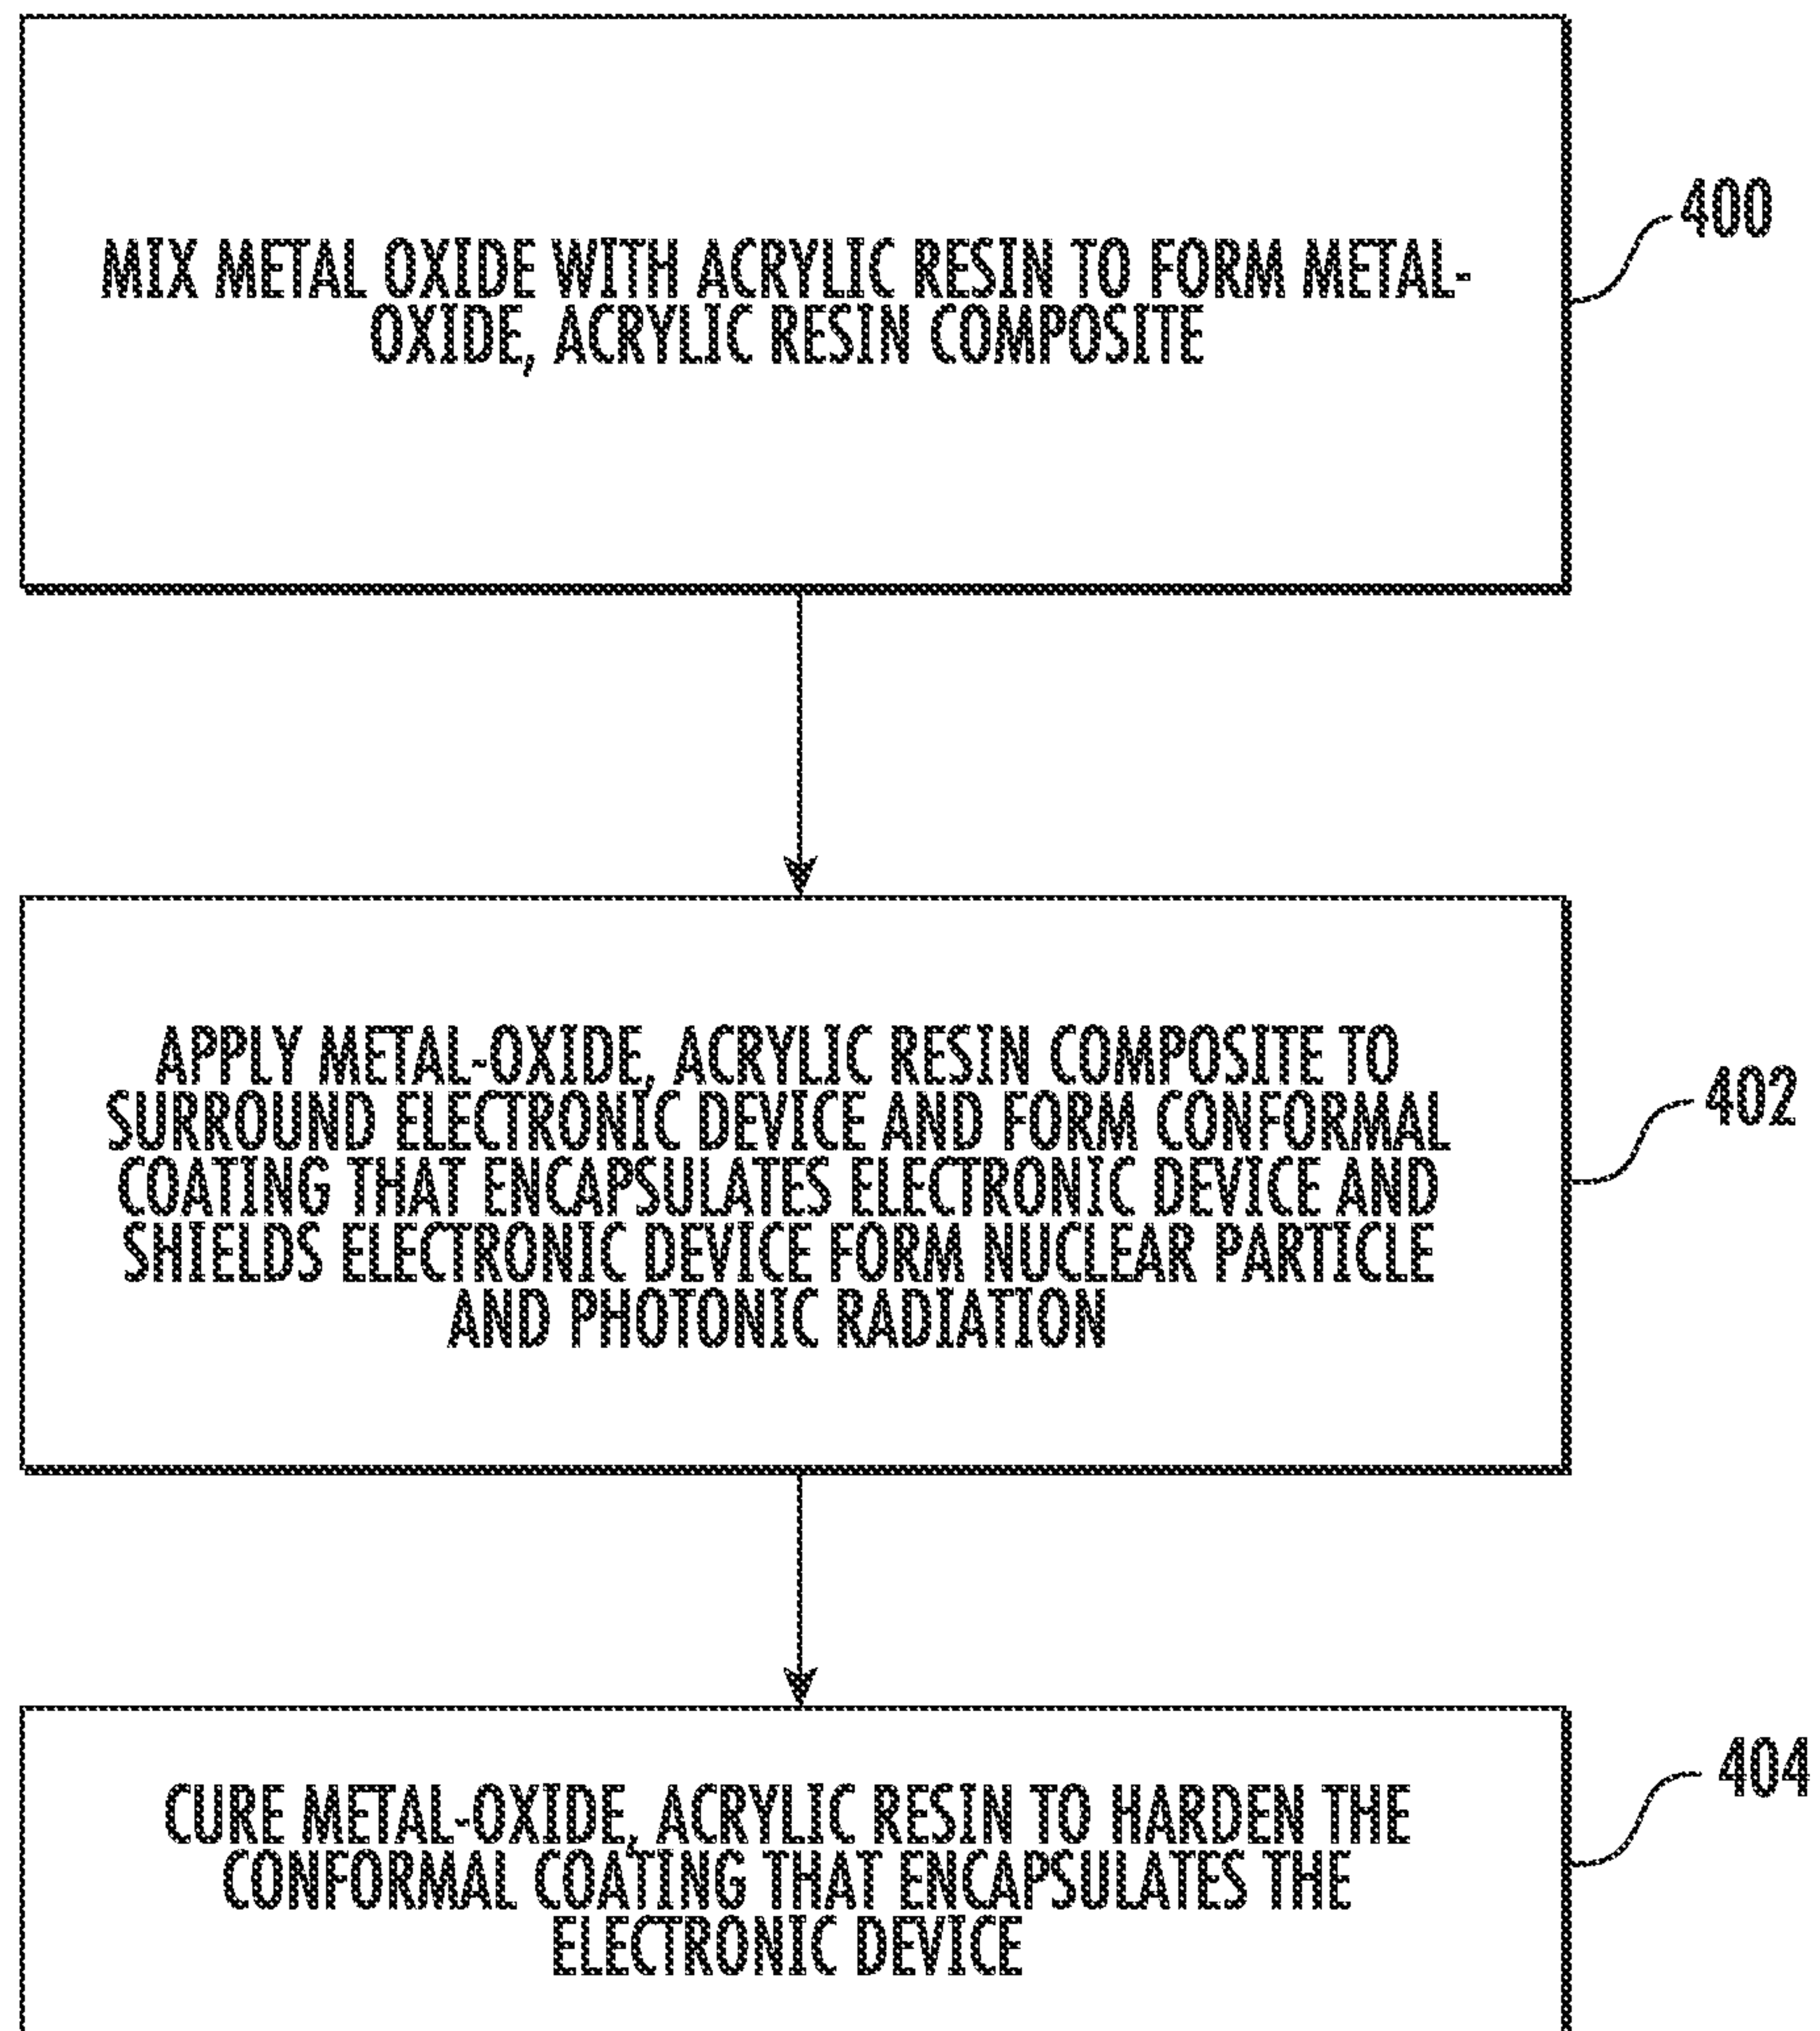 MIX METAL OXIDE WITH ACRYLIC RESIN TO FORM METAL-
OXIDE, ACRYLIC RESIN COMPOSITE
400
APPLY METAL-OXIDE, ACRYLIC RESIN COMPOSITE TO
SURROUND ELECTRONIC DEVICE AND FORM CONFORMAL
COATING THAT ENCAPSULATES ELECTRONIC DEVICE AND
SHIELDS ELECTRONIC DEVICE FORM NUCLEAR PARTICLE
AND PHOTONIC RADIATION
402
CURE METAL-OXIDE, ACRYLIC RESIN TO HARDEN THE
CONFORMAL COATING THAT ENCAPSULATES THE
ELECTRONIC DEVICE
404